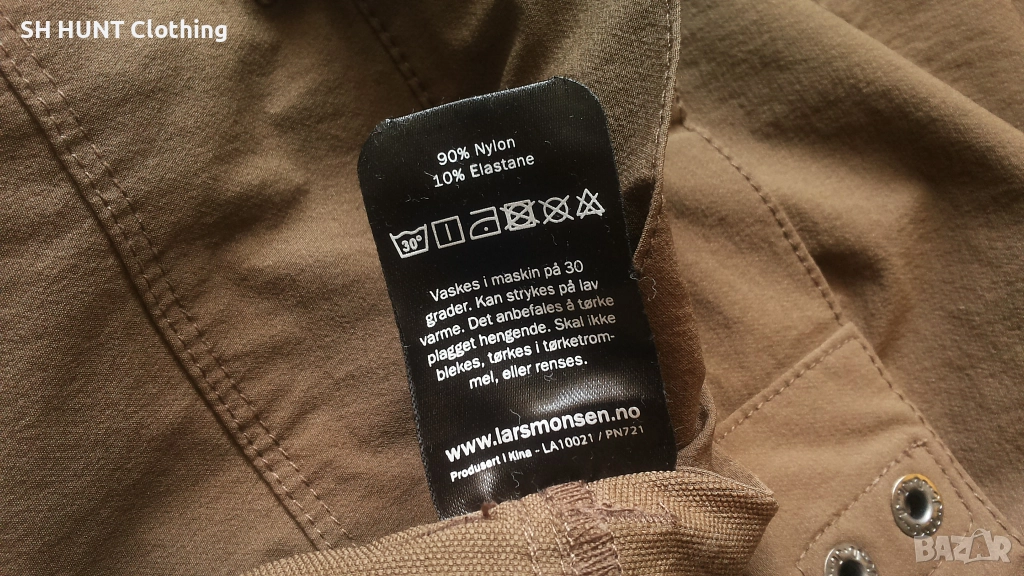 SH HUNT Clothing
90% Nylon
10% Elastane
30°
Vaskes i maskin på 30
grader. Kan strykes på lav
varme. Det anbefales å tørke
plagget hengende. Skal ikke
blekes, tørkes i tørketrom-
mel, eller renses.
www.larsmonsen.no
Produsert i Kina - LA10021 / PN721
BAZAR